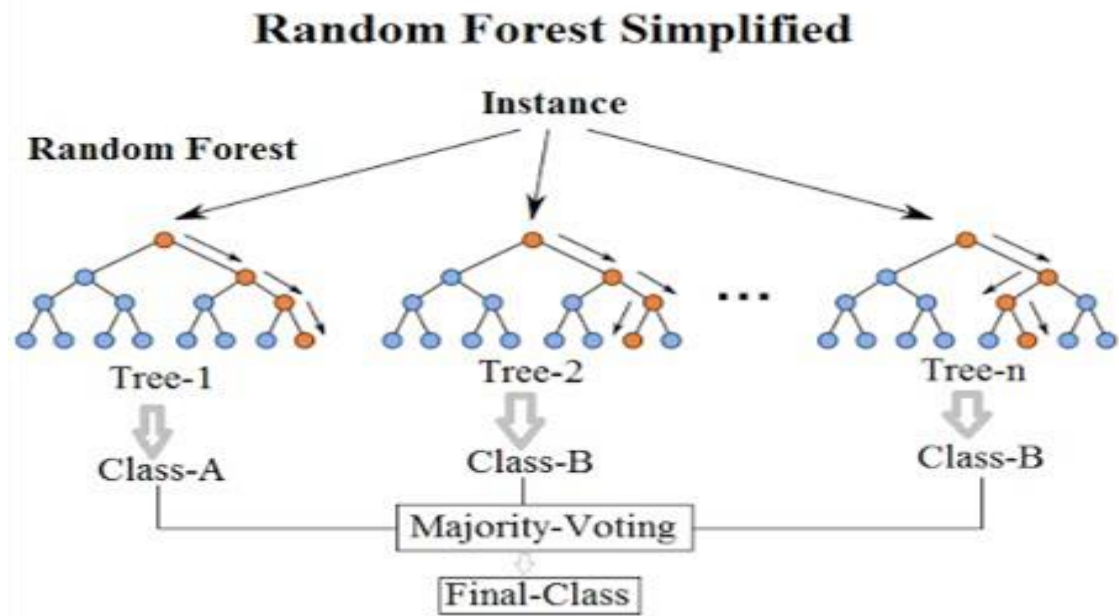 Random Forest Simplified
Instance
Random Forest
...
Tree-1
Tree-2
Tree-n
Class-A
Class-B
Class-B
Majority-Voting
Final-Class